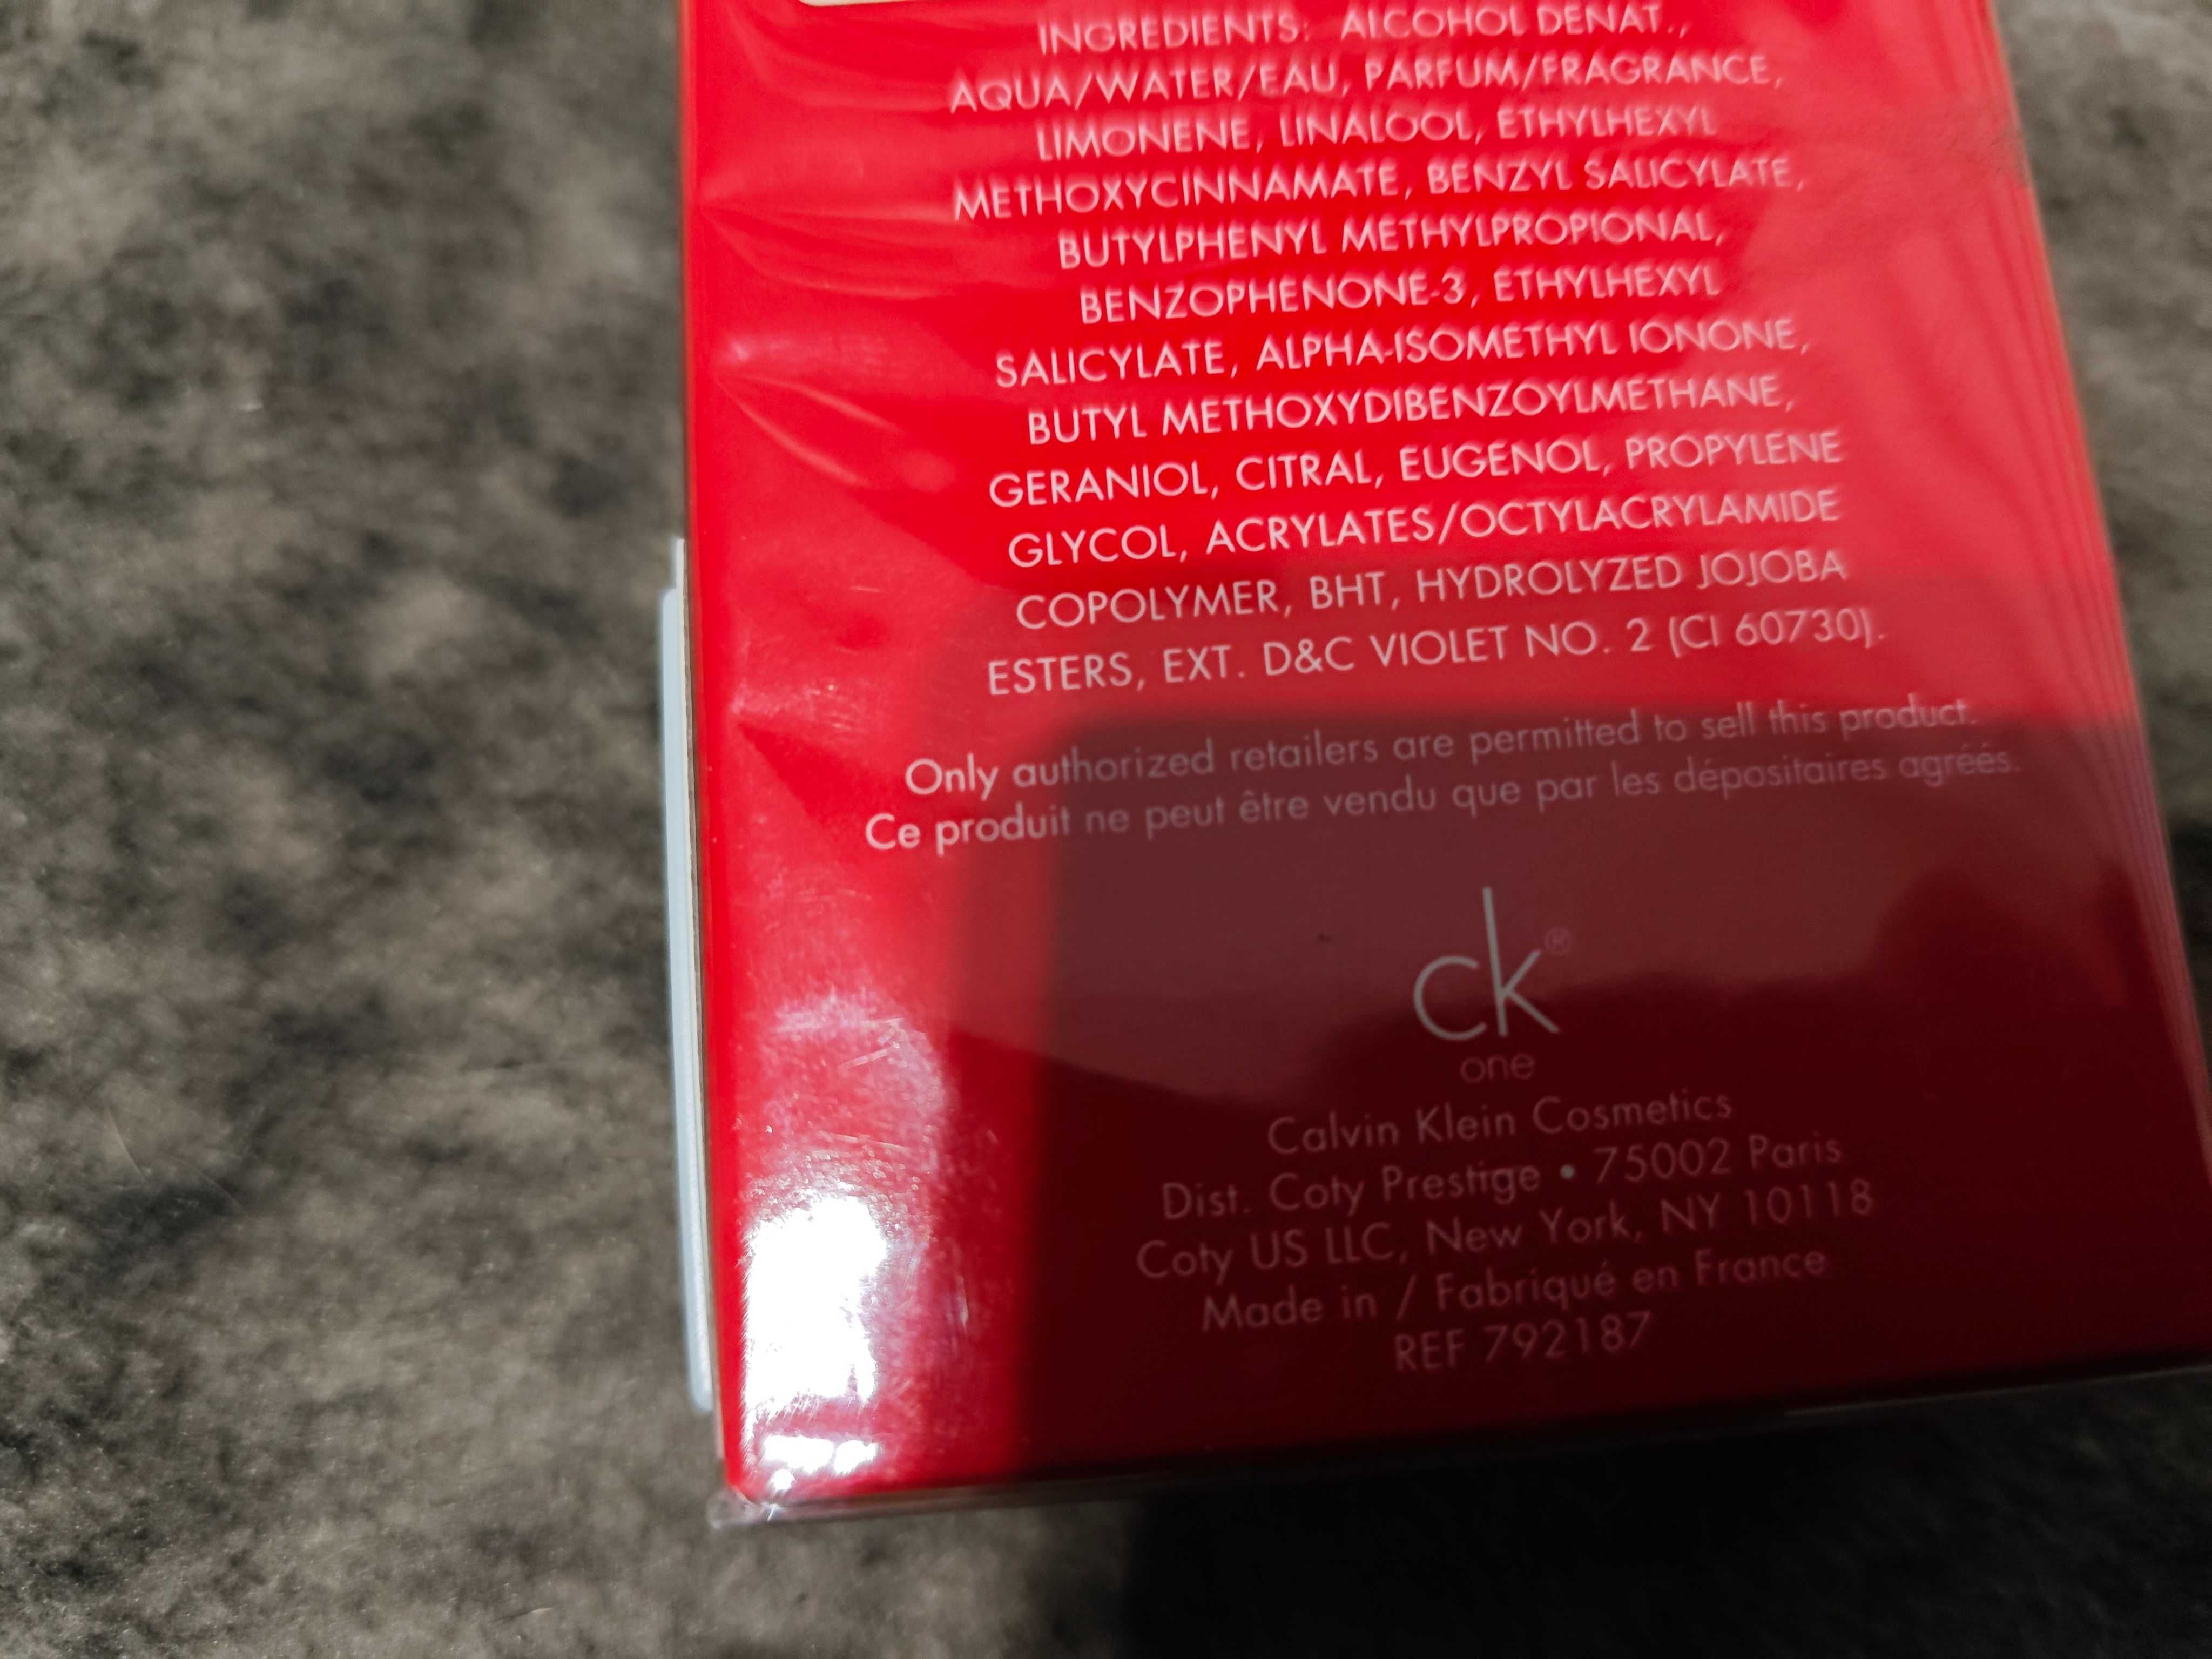 INGREDIENTS: ALCOHOL DENAT.,
AQUA/WATER/EAU, PARFUM/FRAGRANCE,
LIMONENE, LINALOOL, ETHYLHEXYL
METHOXYCINNAMATE, BENZYL SALICYLATE,
BUTYLPHENYL METHYLPROPIONAL,
BENZOPHENONE-3, ETHYLHEXYL
SALICYLATE, ALPHA-ISOMETHYL IONONE,
BUTYL METHOXYDIBENZOYLMETHANE,
GERANIOL, CITRAL, EUGENOL, PROPYLENE
GLYCOL, ACRYLATES/OCTYLACRYLAMIDE
COPOLYMER, BHT, HYDROLYZED JOJOBA
ESTERS, EXT. D&C VIOLET NO. 2 (CI 60730).
Only authorized retailers are permitted to sell this product.
Ce produit ne peut être vendu que par les dépositaires agréés.
ck®
one
Calvin Klein Cosmetics
Dist. Coty Prestige • 75002 Paris
Coty US LLC, New York, NY 10118
Made in / Fabriqué en France
REF 792187